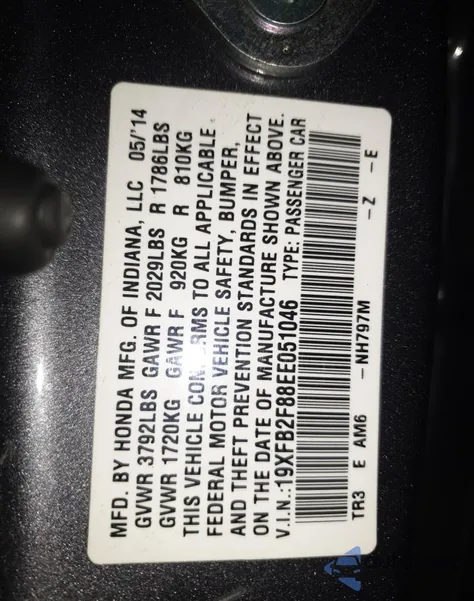 MFD. BY HONDA MFG. OF INDIANA, LLC 05/'14
GVWR 3792LBS GAWR F 2029LBS R 1786LBS
GVWR 1720KG GAWR F 920KG R 810KG
THIS VEHICLE CONFORMS TO ALL APPLICABLE
FEDERAL MOTOR VEHICLE SAFETY, BUMPER,
AND THEFT PREVENTION STANDARDS IN EFFECT
ON THE DATE OF MANUFACTURE SHOWN ABOVE.
V.I.N.:19XFB2F88EE051046 TYPE: PASSENGER CAR
TR3 E AM6 -NH797M -Z -E